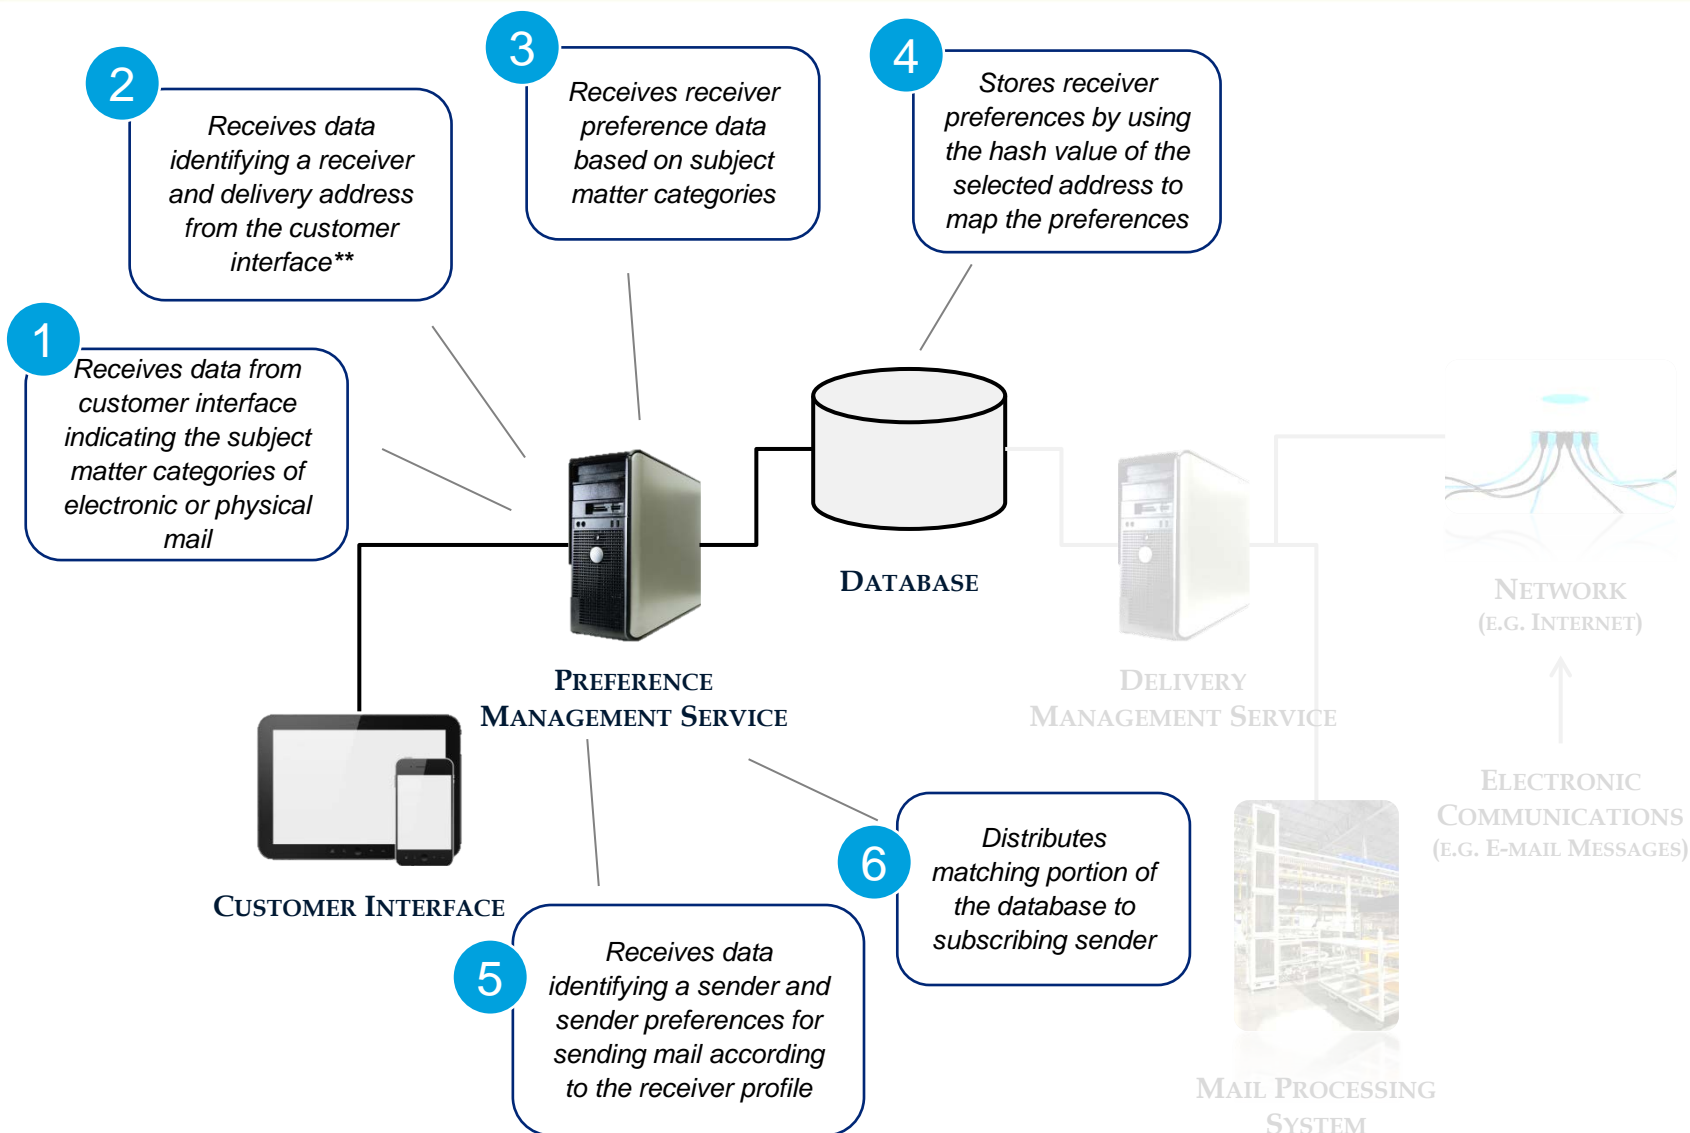 1
Receives data from
customer interface
indicating the subject
matter categories of
electronic or physical
mail
2
Receives data
identifying a receiver
and delivery address
from the customer
interface**
3
Receives receiver
preference data
based on subject
matter categories
4
Stores receiver
preferences by using
the hash value of the
selected address to
map the preferences
DATABASE
PREFERENCE
MANAGEMENT SERVICE
DELIVERY
MANAGEMENT SERVICE
NETWORK
(E.G. INTERNET)
ELECTRONIC
COMMUNICATIONS
(E.G. E-MAIL MESSAGES)
CUSTOMER INTERFACE
5
Receives data
identifying a sender and
sender preferences for
sending mail according
to the receiver profile
6
Distributes
matching portion of
the database to
subscribing sender
MAIL PROCESSING
SYSTEM